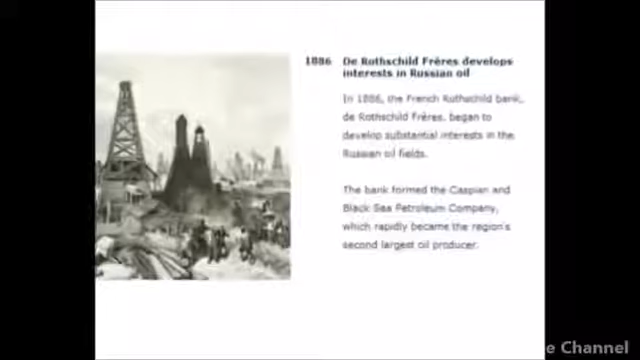 1886 De Rothschild Frères develops
interests in Russian oil
In 1886, the French Rothschild bank,
de Rothschild Frères, began to
develop substantial interests in the
Russian oil fields.
The bank formed the Caspian and
Black Sea Petroleum Company,
which rapidly became the region's
second largest oil producer.
e Channel